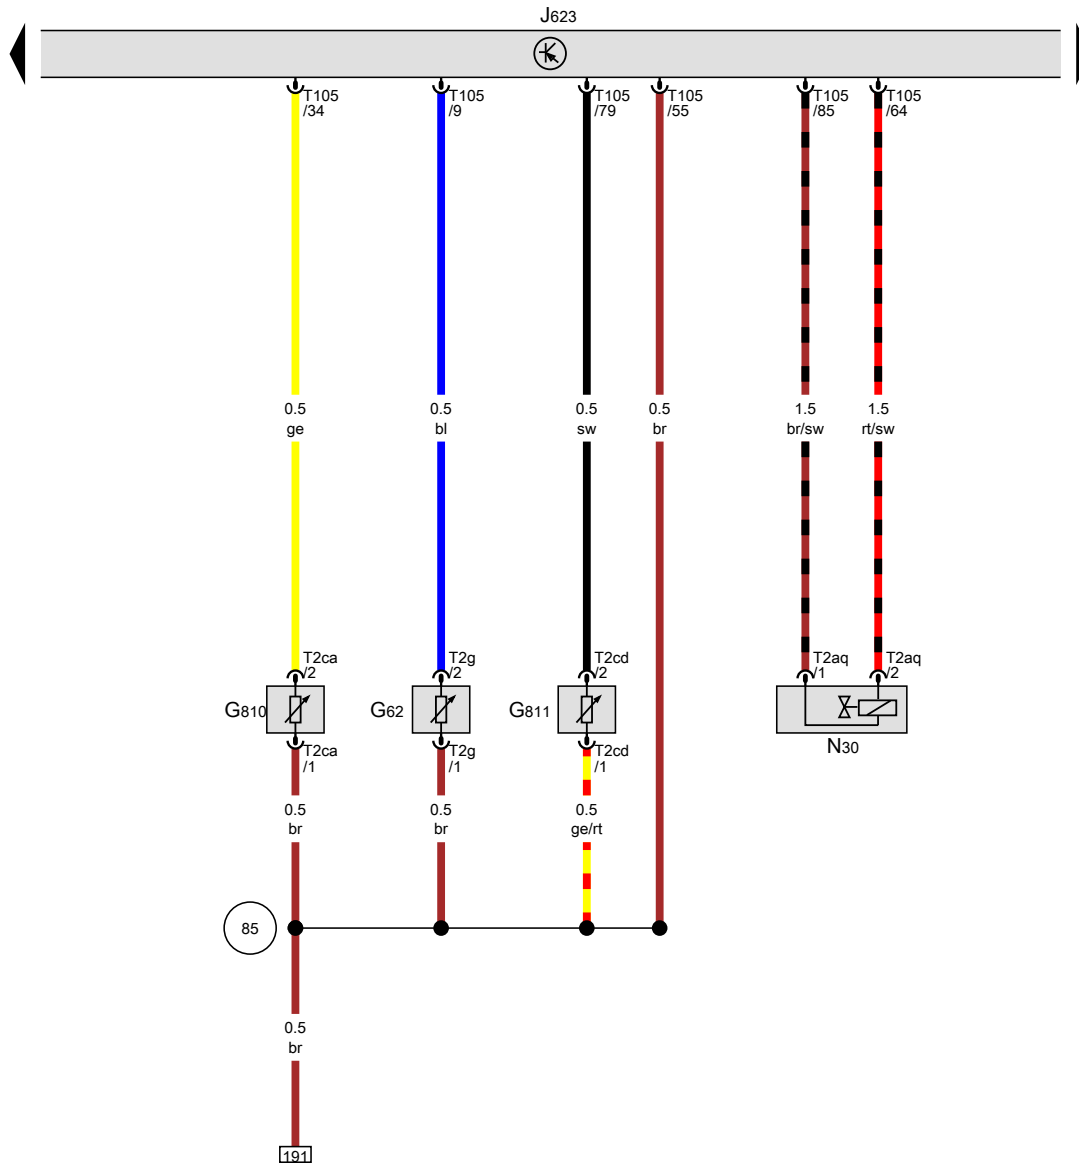 J623
T105 T105 T105 T105 T105 T105
/34 /9 /79 /55 /85 /64
0.5 0.5 0.5 0.5 1.5 1.5
ge bl sw br br/sw rt/sw
T2ca T2g T2cd T2aq T2aq
/2 /2 /2 /1 /2
G810 G62 G811
N30
T2ca T2g T2cd
/1 /1 /1
0.5 0.5 0.5
br br ge/rt
85
0.5
br
191